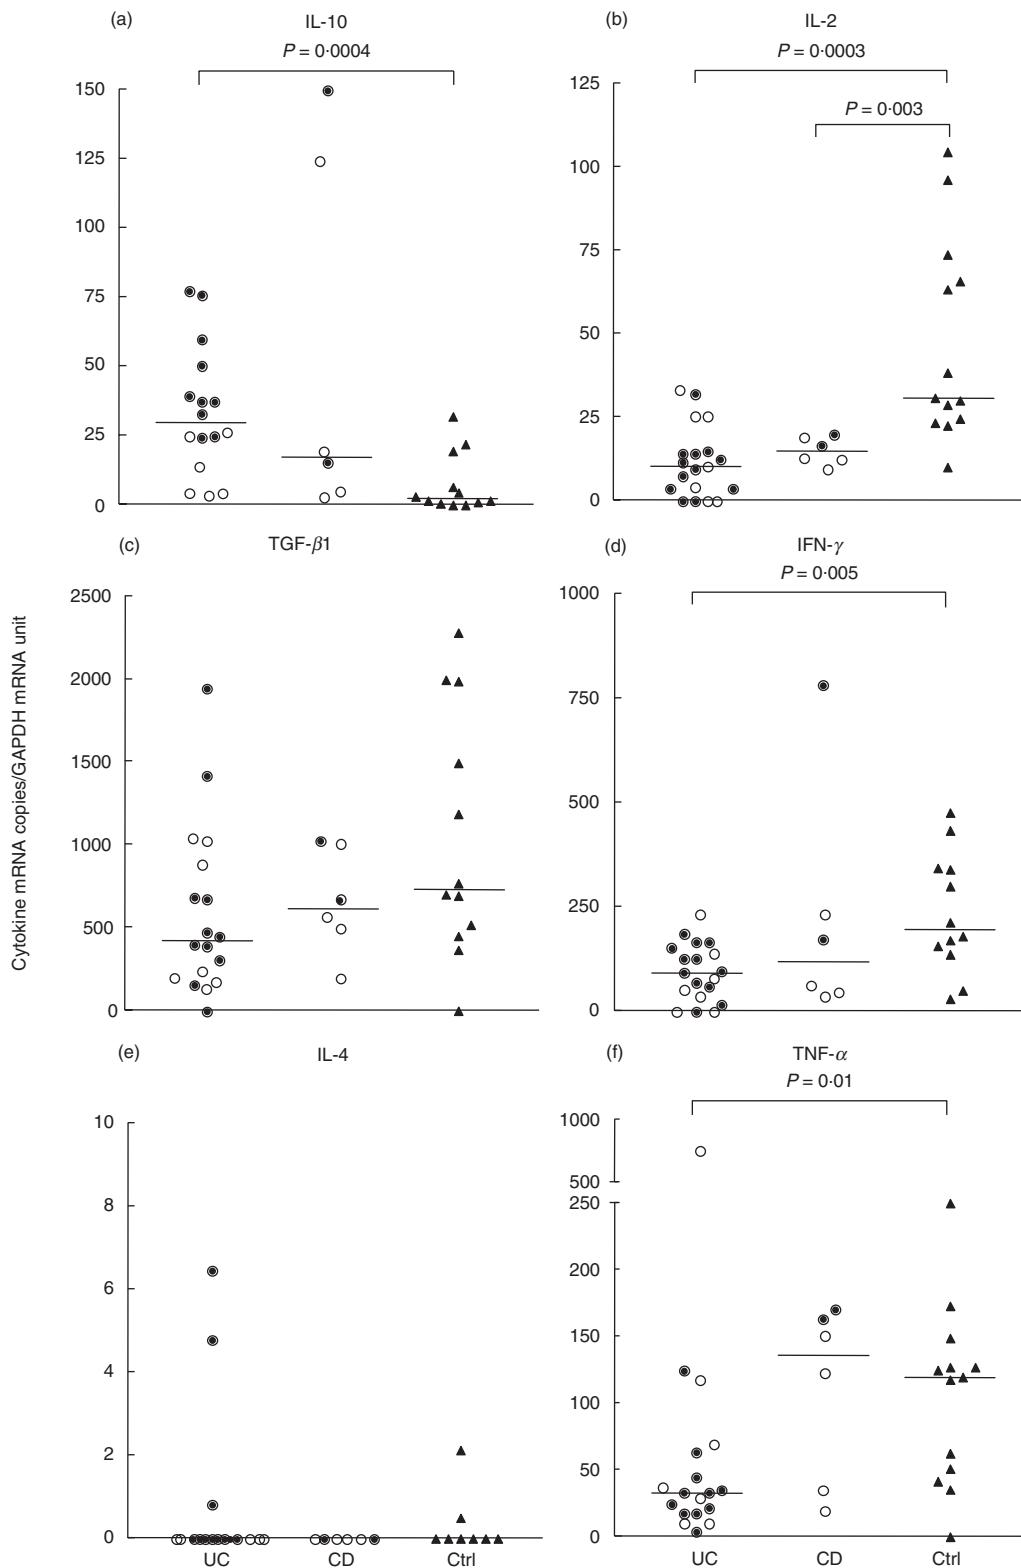 (a)
IL-10
P = 0·0004
150
125
100
75
50
25
0
(b)
IL-2
P = 0·0003
P = 0·003
125
100
75
50
25
0
(c)
TGF-β1
2500
2000
1500
1000
500
0
(d)
IFN-γ
P = 0·005
1000
750
500
250
0
(e)
IL-4
10
8
6
4
2
0
UC
CD
Ctrl
(f)
TNF-α
P = 0·01
1000
500
250
200
150
100
50
0
UC
CD
Ctrl
Cytokine mRNA copies/GAPDH mRNA unit